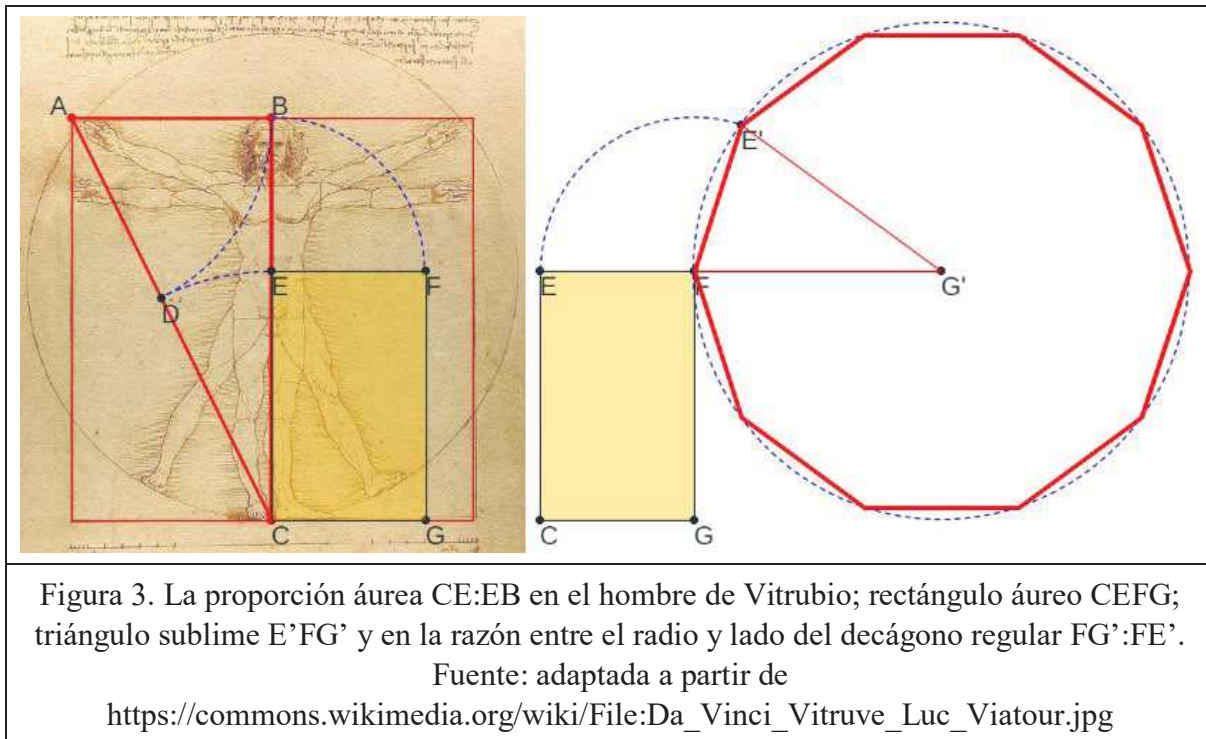 A
B
D
E
F
C
G
E'
E
F
G'
C
G
Figura 3. La proporción áurea CE:EB en el hombre de Vitrubio; rectángulo áureo CEFG;
triángulo sublime E’FG’ y en la razón entre el radio y lado del decágono regular FG’:FE’.
Fuente: adaptada a partir de
https://commons.wikimedia.org/wiki/File:Da_Vinci_Vitruve_Luc_Viatour.jpg